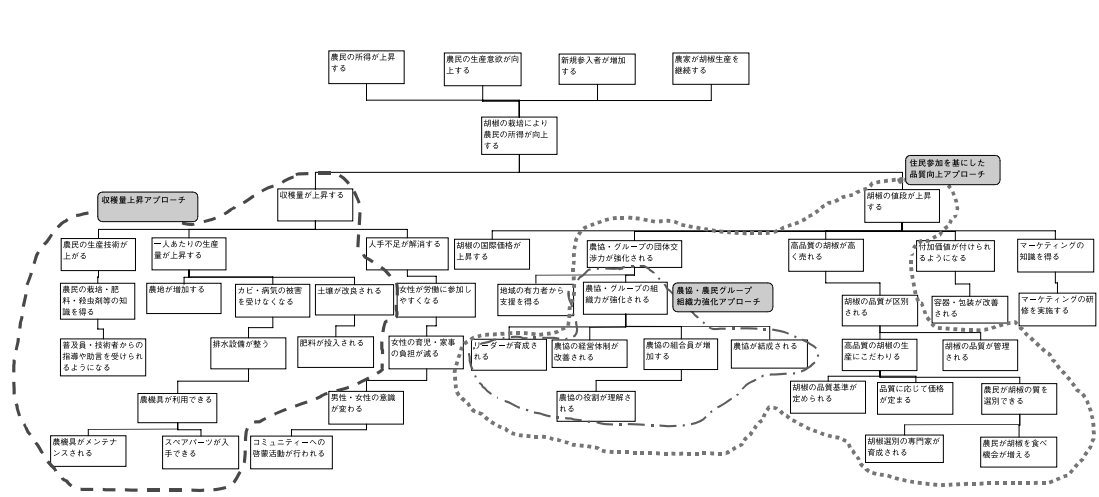 農民の所得が上昇
する
農民の生産意欲が向
上する
新規参入者が増加
する
農家が胡椒生産を
継続する
胡椒の栽培により
農民の所得が向上
する
住民参加を基にした
品質向上アプローチ
収穫量上昇アプローチ
収穫量が上昇する
胡椒の値段が上昇
する
農民の生産技術が
上がる
一人あたりの生産
量が上昇する
人手不足が解消する
胡椒の国際価格が
上昇する
農協・グループの団体交
渉力が強化される
高品質の胡椒が高
く売れる
付加価値が付けられ
るようになる
マーケティングの
知識を得る
農民の栽培・肥
料・殺虫剤等の知
識を得る
農地が増加する
カビ・病気の被害
を受けなくなる
土壌が改良される
女性が労働に参加し
やすくなる
地域の有力者から
支援を得る
農協・グループの組
織力が強化される
農協・農民グループ
組織力強化アプローチ
胡椒の品質が区別
される
容器・包装が改善
される
マーケティングの研
修を実施する
普及員・技術者からの
指導や助言を受けられ
るようになる
排水設備が整う
肥料が投入される
女性の育児・家事
の負担が減る
リーダーが育成さ
れる
農協の経営体制が
改善される
農協の組合員が増
加する
農協が結成される
高品質の胡椒の生
産にこだわる
胡椒の品質が管理
される
農機具が利用できる
男性・女性の意識
が変わる
農協の役割が理解さ
れる
胡椒の品質基準が
定められる
品質に応じて価格
が定まる
農民が胡椒の質を
選別できる
農機具がメンテナ
ンスされる
スペアパーツが入
手できる
コミュニティーへの
啓蒙活動が行われる
胡椒選別の専門家が
育成される
農民が胡椒を食べ
機会が増える